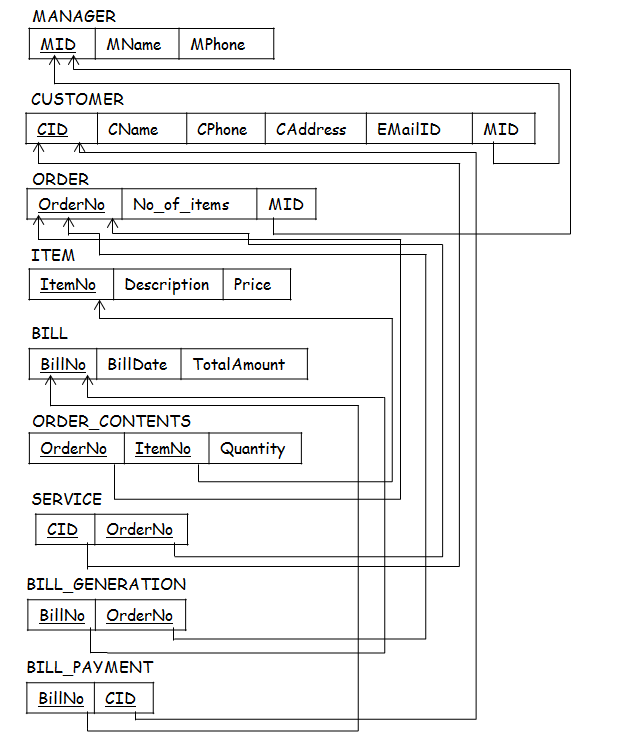 MANAGER
MID MName MPhone
CUSTOMER
CID CName CPhone CAddress EMailID MID
ORDER
OrderNo No_of_items MID
ITEM
ItemNo Description Price
BILL
BillNo BillDate TotalAmount
ORDER_CONTENTS
OrderNo ItemNo Quantity
SERVICE
CID OrderNo
BILL_GENERATION
BillNo OrderNo
BILL_PAYMENT
BillNo CID